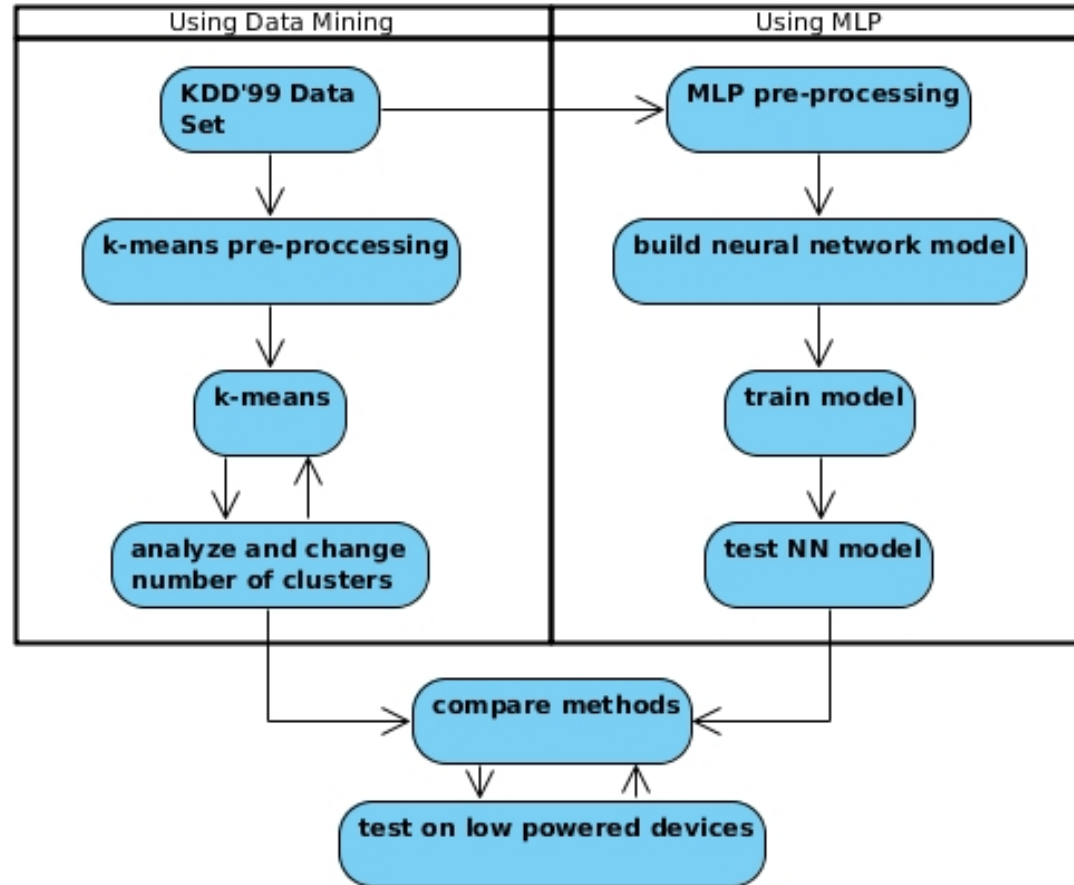 Using Data Mining
Using MLP
KDD'99 Data
Set
MLP pre-processing
k-means pre-proccessing
build neural network model
k-means
train model
analyze and change
number of clusters
test NN model
compare methods
test on low powered devices